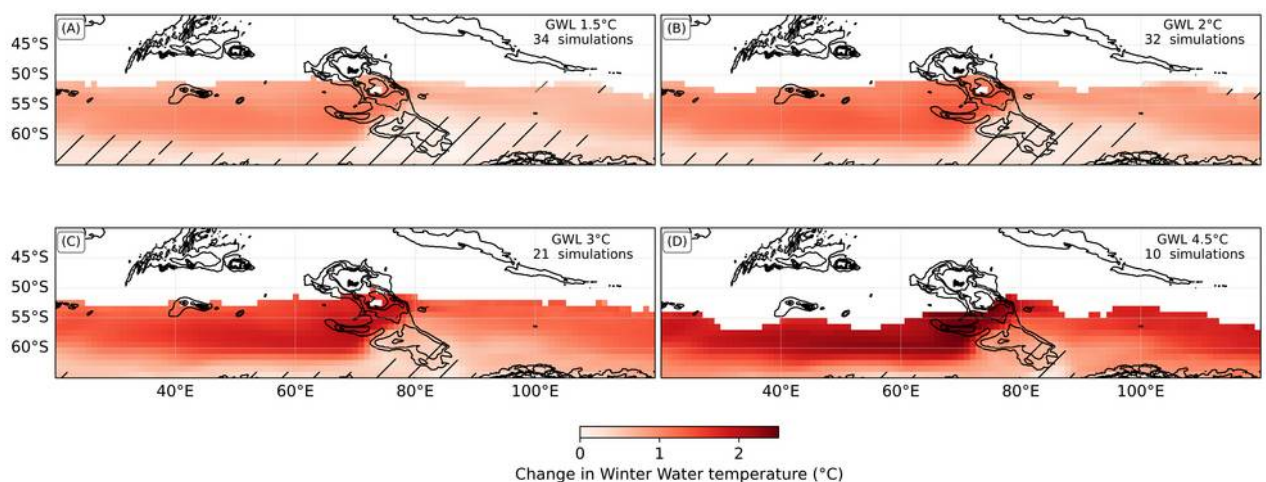 (A)
GWL 1.5°C
34 simulations
(B)
GWL 2°C
32 simulations
45°S
50°S
55°S
60°S
(C)
GWL 3°C
21 simulations
(D)
GWL 4.5°C
10 simulations
45°S
50°S
55°S
60°S
40°E 60°E 80°E 100°E 40°E 60°E 80°E 100°E
0 1 2
Change in Winter Water temperature (°C)